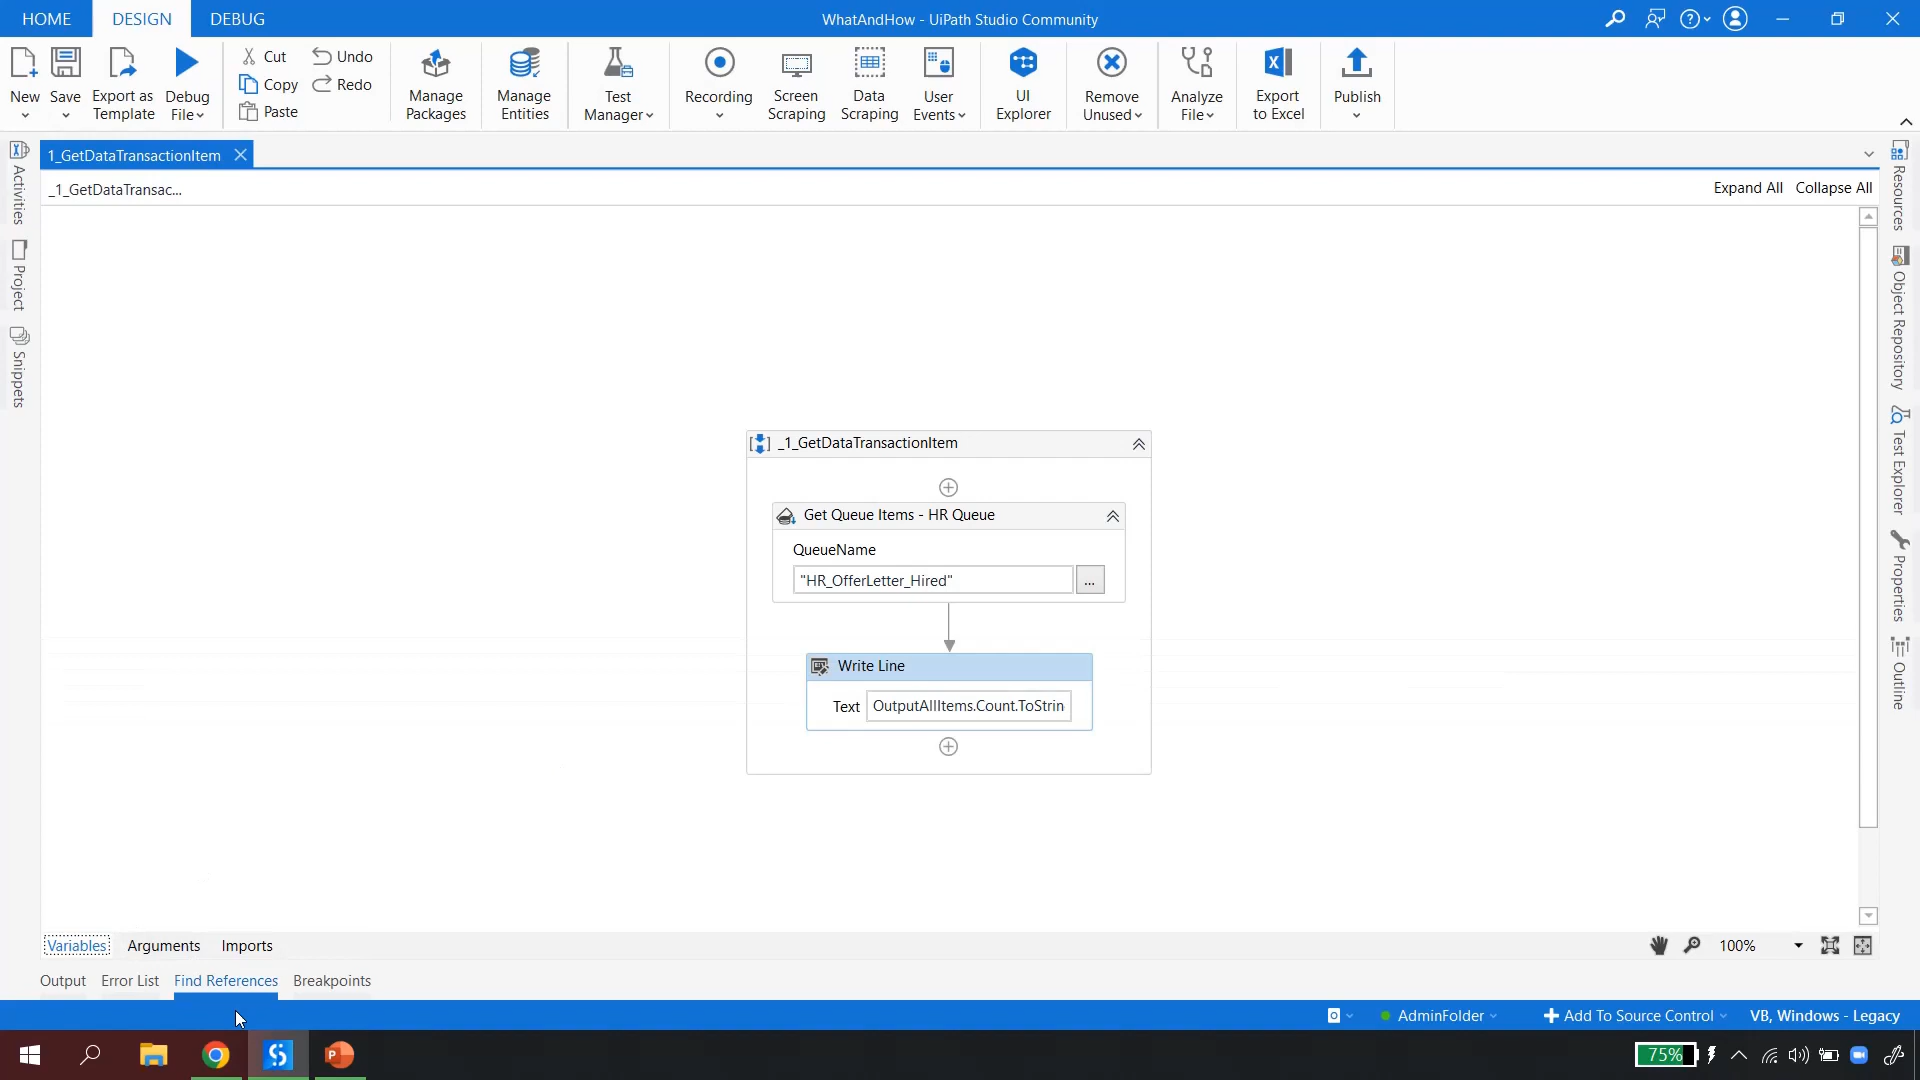 HOME DESIGN DEBUG WhatAndHow - UiPath Studio Community
New Save Export as Template Debug File
Cut Undo
Copy Redo
Paste
Manage Packages
Manage Entities
Test Manager
Recording
Screen Scraping
Data Scraping
User Events
UI Explorer
Remove Unused
Analyze File
Export to Excel
Publish
1_GetDataTransactionItem
_1_GetDataTransac...
Expand All Collapse All
Activities
Project
Snippets
_1_GetDataTransactionItem
Get Queue Items - HR Queue
QueueName
"HR_OfferLetter_Hired"
...
Write Line
Text OutputAllItems.Count.ToStrin
Resources
Object Repository
Test Explorer
Properties
Outline
Variables Arguments Imports
100%
Output Error List Find References Breakpoints
AdminFolder Add To Source Control VB, Windows - Legacy
75%